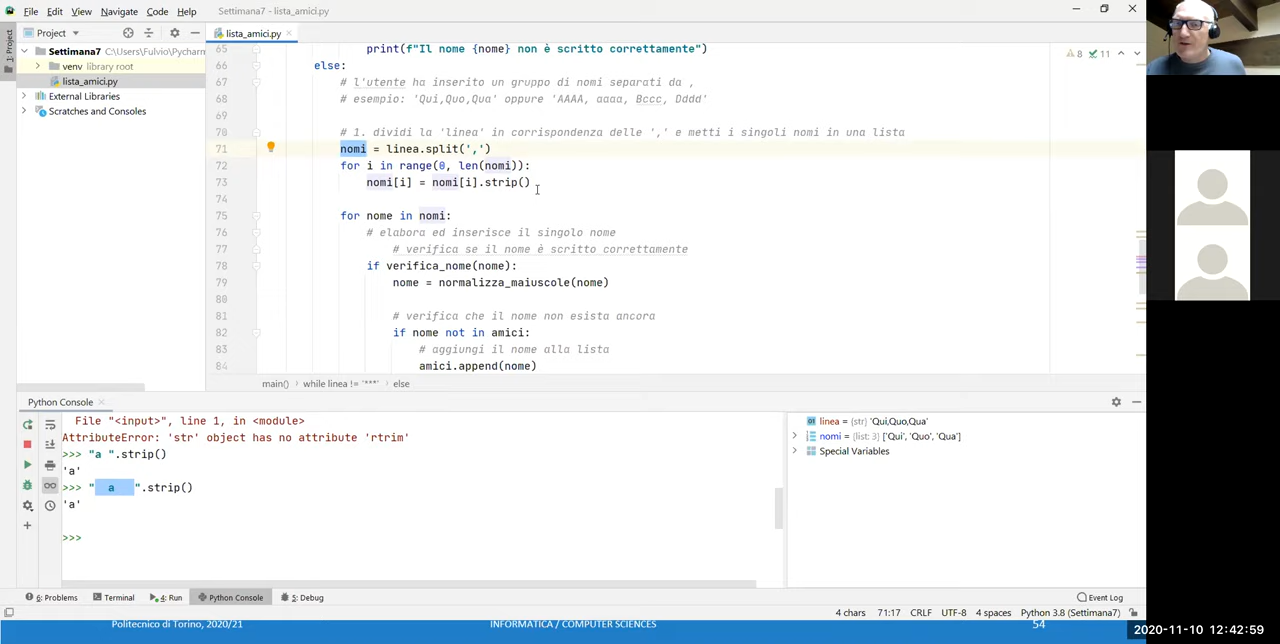 File Edit View Navigate Code Help Settimana7 - lista_amici.py
1: Project
Project
lista_amici.py
Settimana7 C:\Users\Fulvio\Pycharm
venv library root
lista_amici.py
External Libraries
Scratches and Consoles
65 print(f"Il nome {nome} non è scritto correttamente")
66 else:
67 # l'utente ha inserito un gruppo di nomi separati da ,
68 # esempio: 'Qui,Quo,Qua' oppure 'AAAA, aaaa, Bccc, Dddd'
69
70 # 1. dividi la 'linea' in corrispondenza delle ',' e metti i singoli nomi in una lista
71 nomi = linea.split(',')
72 for i in range(0, len(nomi)):
73 nomi[i] = nomi[i].strip()
74
75 for nome in nomi:
76 # elabora ed inserisce il singolo nome
77 # verifica se il nome è scritto correttamente
78 if verifica_nome(nome):
79 nome = normalizza_maiuscole(nome)
80
81 # verifica che il nome non esista ancora
82 if nome not in amici:
83 # aggiungi il nome alla lista
84 amici.append(nome)
8 11
main() › while linea != '***' › else
Python Console
File "<input>", line 1, in <module>
AttributeError: 'str' object has no attribute 'rtrim'
>>> "a ".strip()
'a'
>>> "  a   ".strip()
'a'
>>>
linea = {str} 'Qui,Quo,Qua'
nomi = {list: 3} ['Qui', 'Quo', 'Qua']
Special Variables
6: Problems Terminal 4: Run Python Console 5: Debug Event Log
4 chars 71:17 CRLF UTF-8 4 spaces Python 3.8 (Settimana7)
Politecnico di Torino, 2020/21 INFORMATICA / COMPUTER SCIENCES 54
2020-11-10 12:42:59